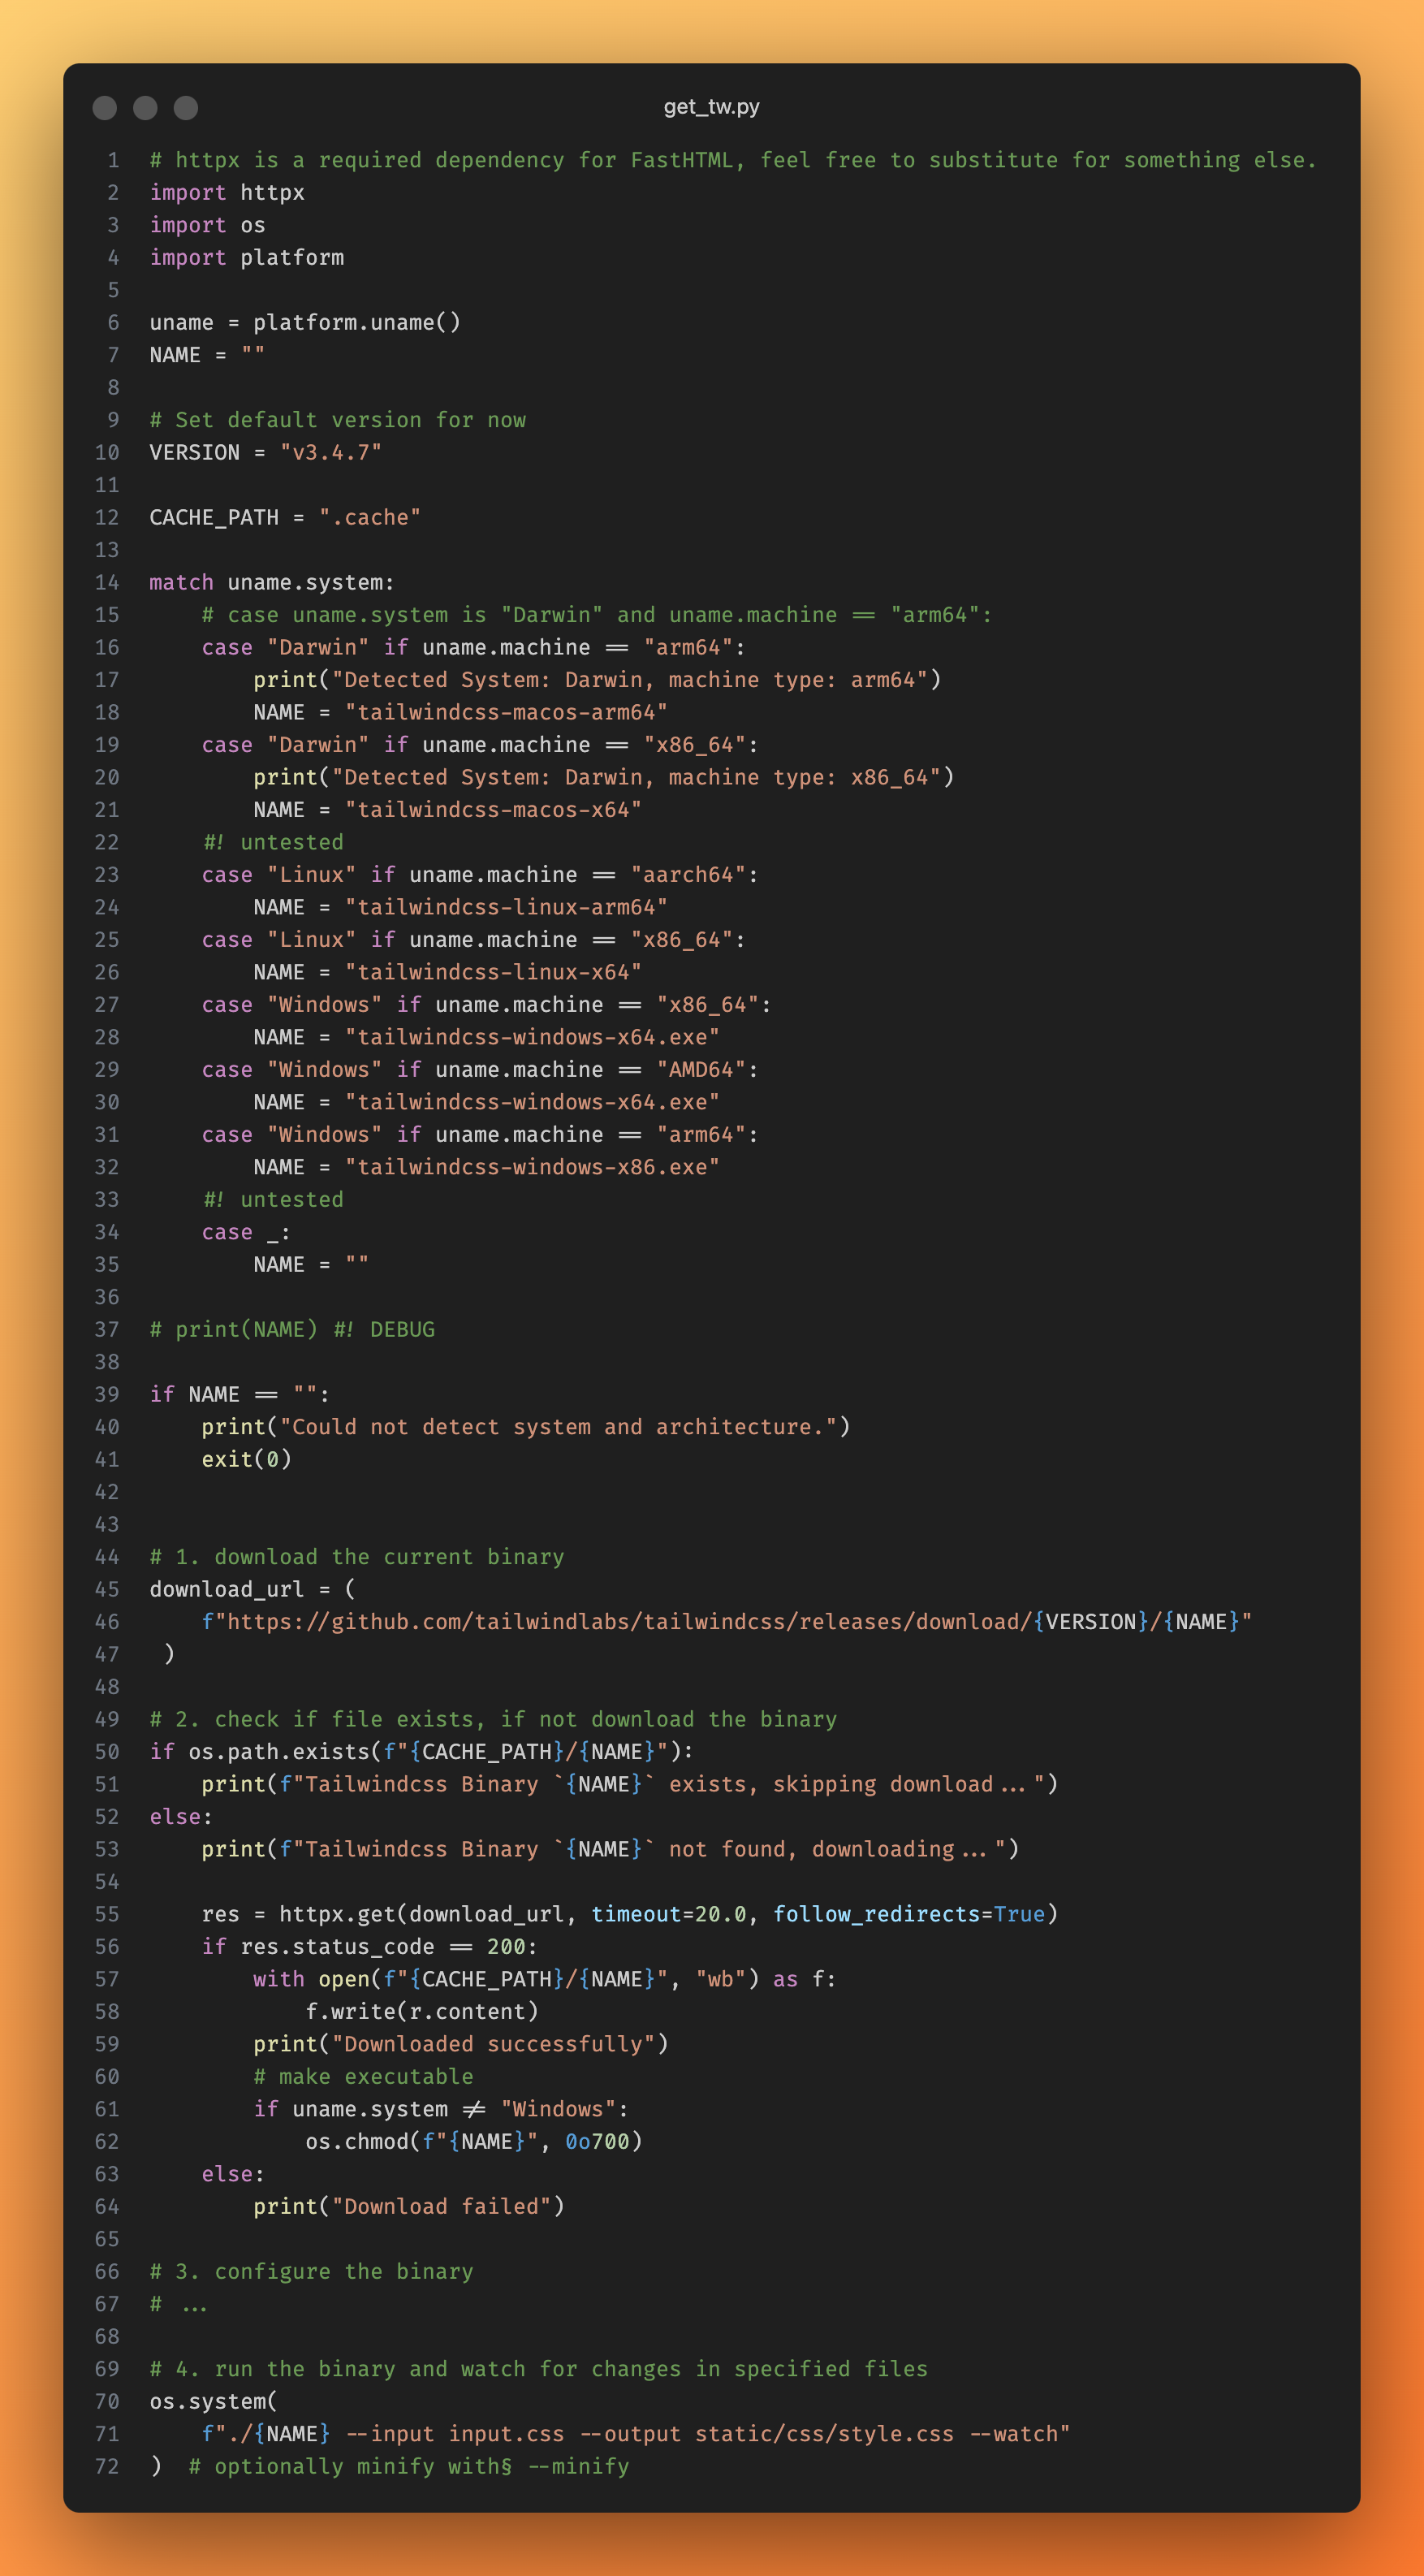 get_tw.py
1 # httpx is a required dependency for FastHTML, feel free to substitute for something else.
2 import httpx
3 import os
4 import platform
5
6 uname = platform.uname()
7 NAME = ""
8
9 # Set default version for now
10 VERSION = "v3.4.7"
11
12 CACHE_PATH = ".cache"
13
14 match uname.system:
15     # case uname.system is "Darwin" and uname.machine == "arm64":
16     case "Darwin" if uname.machine == "arm64":
17         print("Detected System: Darwin, machine type: arm64")
18         NAME = "tailwindcss-macos-arm64"
19     case "Darwin" if uname.machine == "x86_64":
20         print("Detected System: Darwin, machine type: x86_64")
21         NAME = "tailwindcss-macos-x64"
22     #! untested
23     case "Linux" if uname.machine == "aarch64":
24         NAME = "tailwindcss-linux-arm64"
25     case "Linux" if uname.machine == "x86_64":
26         NAME = "tailwindcss-linux-x64"
27     case "Windows" if uname.machine == "x86_64":
28         NAME = "tailwindcss-windows-x64.exe"
29     case "Windows" if uname.machine == "AMD64":
30         NAME = "tailwindcss-windows-x64.exe"
31     case "Windows" if uname.machine == "arm64":
32         NAME = "tailwindcss-windows-x86.exe"
33     #! untested
34     case _:
35         NAME = ""
36
37 # print(NAME) #! DEBUG
38
39 if NAME == "":
40     print("Could not detect system and architecture.")
41     exit(0)
42
43
44 # 1. download the current binary
45 download_url = (
46     f"https://github.com/tailwindlabs/tailwindcss/releases/download/{VERSION}/{NAME}"
47  )
48
49 # 2. check if file exists, if not download the binary
50 if os.path.exists(f"{CACHE_PATH}/{NAME}"):
51     print(f"Tailwindcss Binary `{NAME}` exists, skipping download...")
52 else:
53     print(f"Tailwindcss Binary `{NAME}` not found, downloading...")
54
55     res = httpx.get(download_url, timeout=20.0, follow_redirects=True)
56     if res.status_code == 200:
57         with open(f"{CACHE_PATH}/{NAME}", "wb") as f:
58             f.write(r.content)
59         print("Downloaded successfully")
60         # make executable
61         if uname.system != "Windows":
62             os.chmod(f"{NAME}", 0o700)
63     else:
64         print("Download failed")
65
66 # 3. configure the binary
67 # ...
68
69 # 4. run the binary and watch for changes in specified files
70 os.system(
71     f"./{NAME} --input input.css --output static/css/style.css --watch"
72 )  # optionally minify with§ --minify